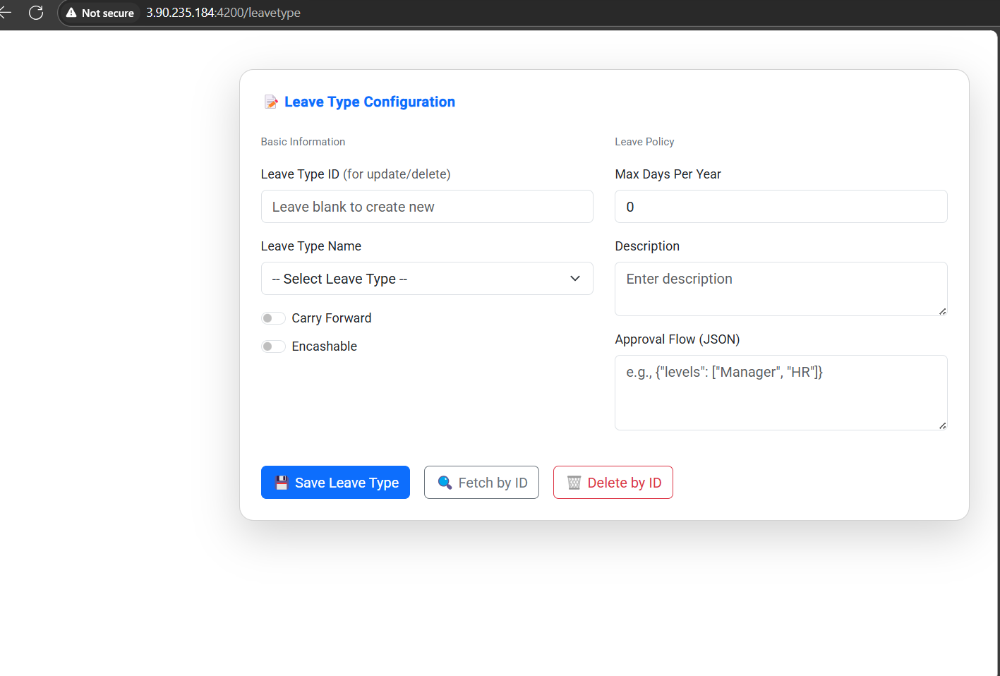 Not secure 3.90.235.184:4200/leavetype
Leave Type Configuration
Basic Information
Leave Type ID (for update/delete)
Leave blank to create new
Leave Type Name
-- Select Leave Type --
Carry Forward
Encashable
Leave Policy
Max Days Per Year
0
Description
Enter description
Approval Flow (JSON)
e.g., {"levels": ["Manager", "HR"]}
Save Leave Type
Fetch by ID
Delete by ID